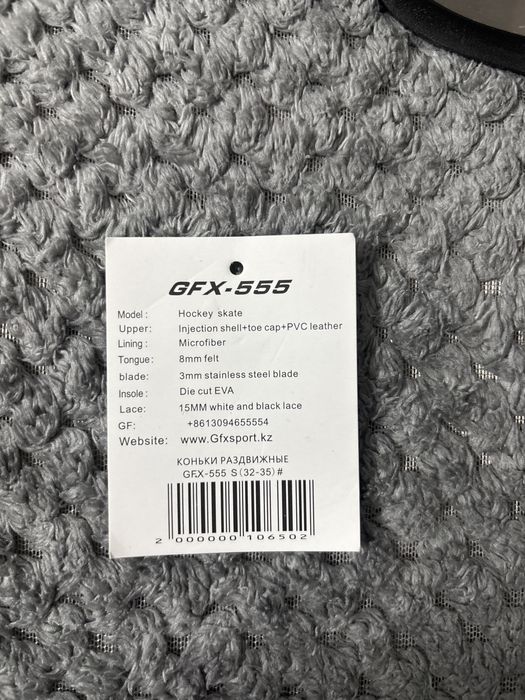 GFX-555
Model: Hockey skate
Upper: Injection shell+toe cap+PVC leather
Lining: Microfiber
Tongue: 8mm felt
blade: 3mm stainless steel blade
Insole: Die cut EVA
Lace: 15MM white and black lace
GF: +8613094655554
Website: www.Gfxsport.kz
КОНЬКИ РАЗДВИЖНЫЕ
GFX-555 S(32-35)#
2 000000 106502